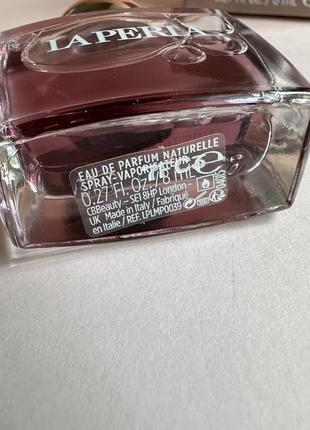 LA PERLA
EAU DE PARFUM NATURELLE
SPRAY-VAPORISATEUR
0.27 FL.OZ. / 8 ML e
CBBeauty - SE1 8HP London -
UK Made in Italy / Fabriqué
en Italie / REF. LPLMP0039